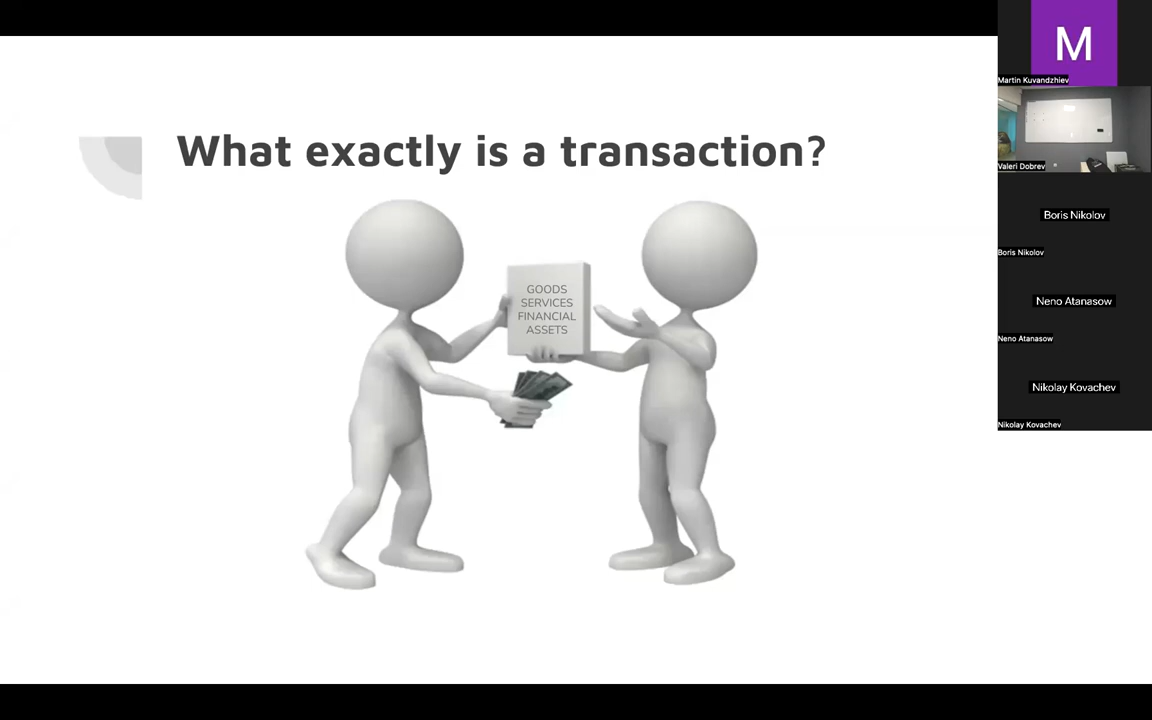 What exactly is a transaction?
GOODS
SERVICES
FINANCIAL
ASSETS
M
Martin Kuvandzhiev
Valeri Dobrev
Boris Nikolov
Boris Nikolov
Neno Atanasow
Neno Atanasow
Nikolay Kovachev
Nikolay Kovachev